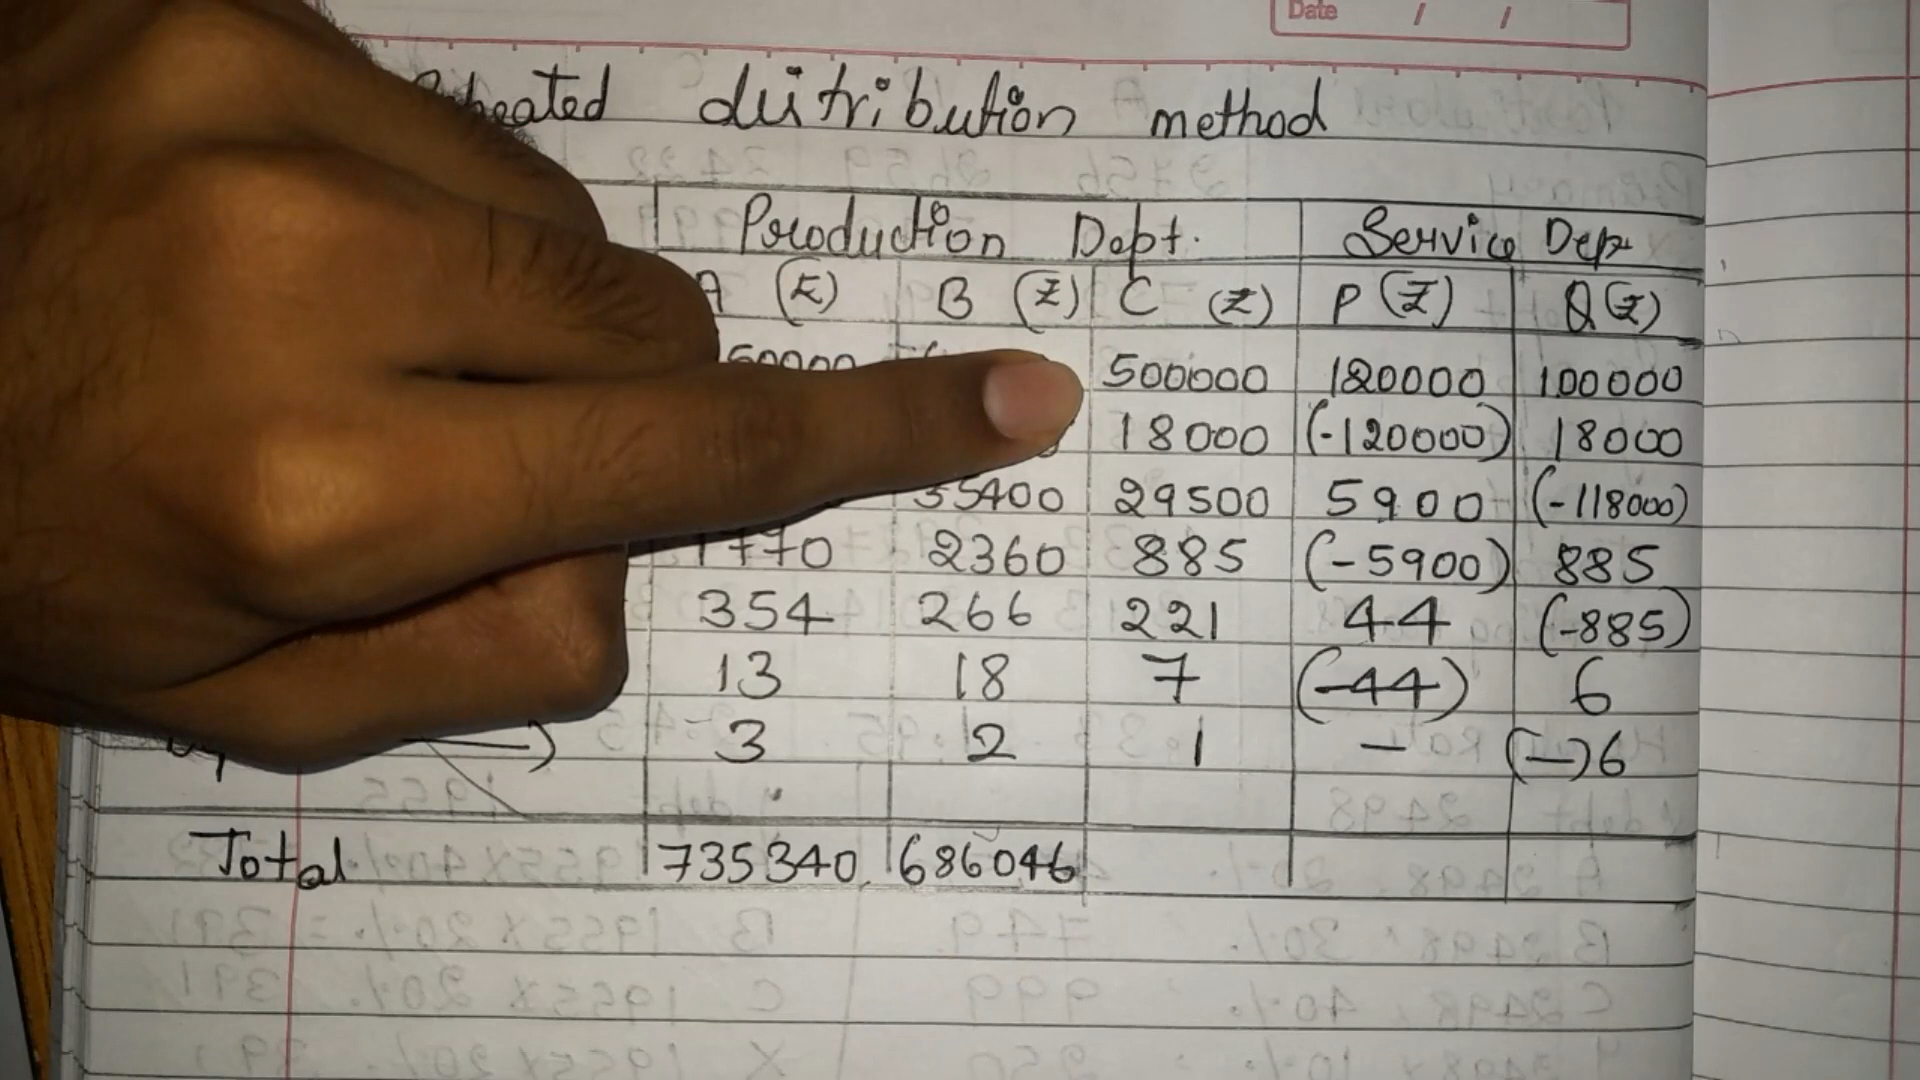 Date / /
distribution method
Production Dept. Service Dept
A (₹) B (₹) C (₹) P (₹) Q (₹)
500000 120000 100000
18000 (-120000) 18000
35400 29500 5900 (-118000)
1770 2360 885 (-5900) 885
354 266 221 44 (-885)
13 18 7 (-44) 6
3 2 1 - (-)6
Total 735340 686046